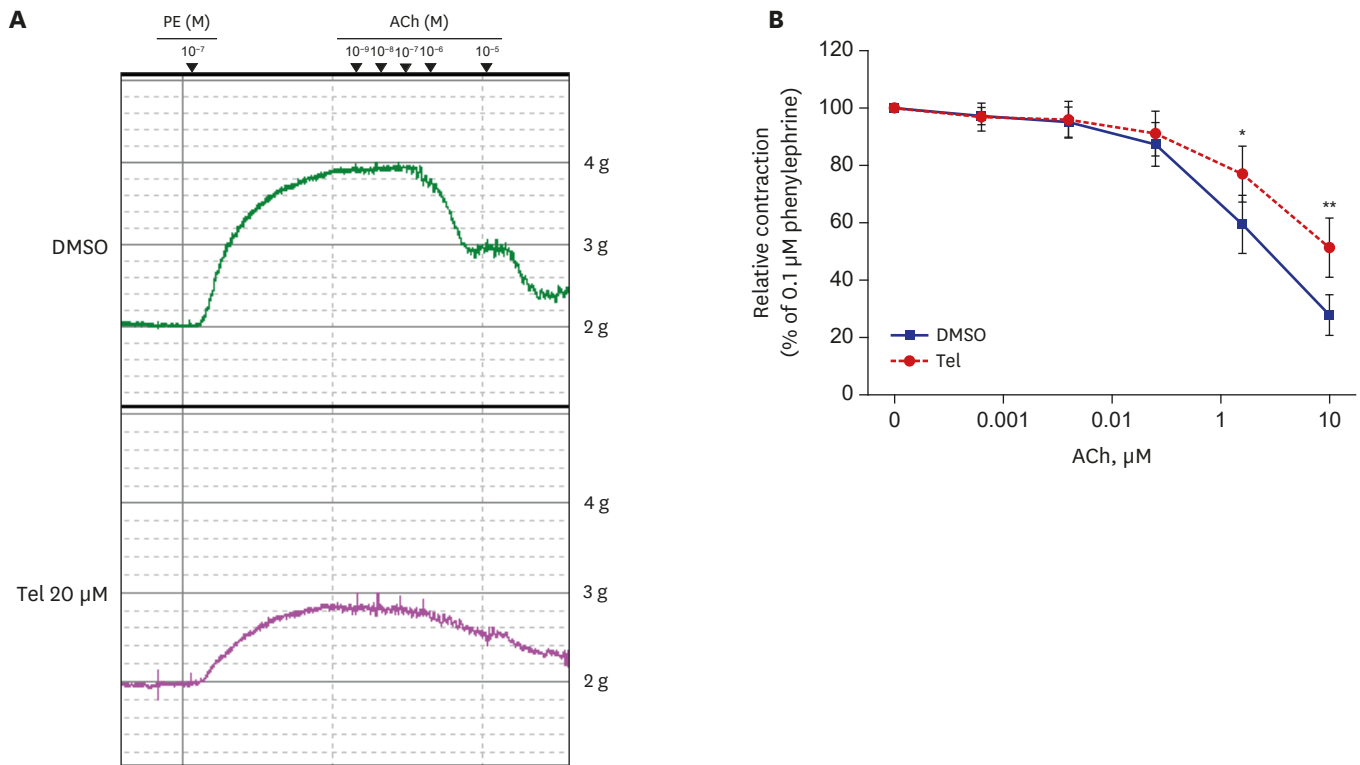 A
PE (M)
ACh (M)
10⁻⁷
10⁻⁹ 10⁻⁸ 10⁻⁷ 10⁻⁶ 10⁻⁵
4 g
DMSO
3 g
2 g
4 g
Tel 20 µM
3 g
2 g
B
Relative contraction
(% of 0.1 µM phenylephrine)
120
100
80
60
40
20
0
*
**
DMSO
Tel
0 0.001 0.01 1 10
ACh, µM